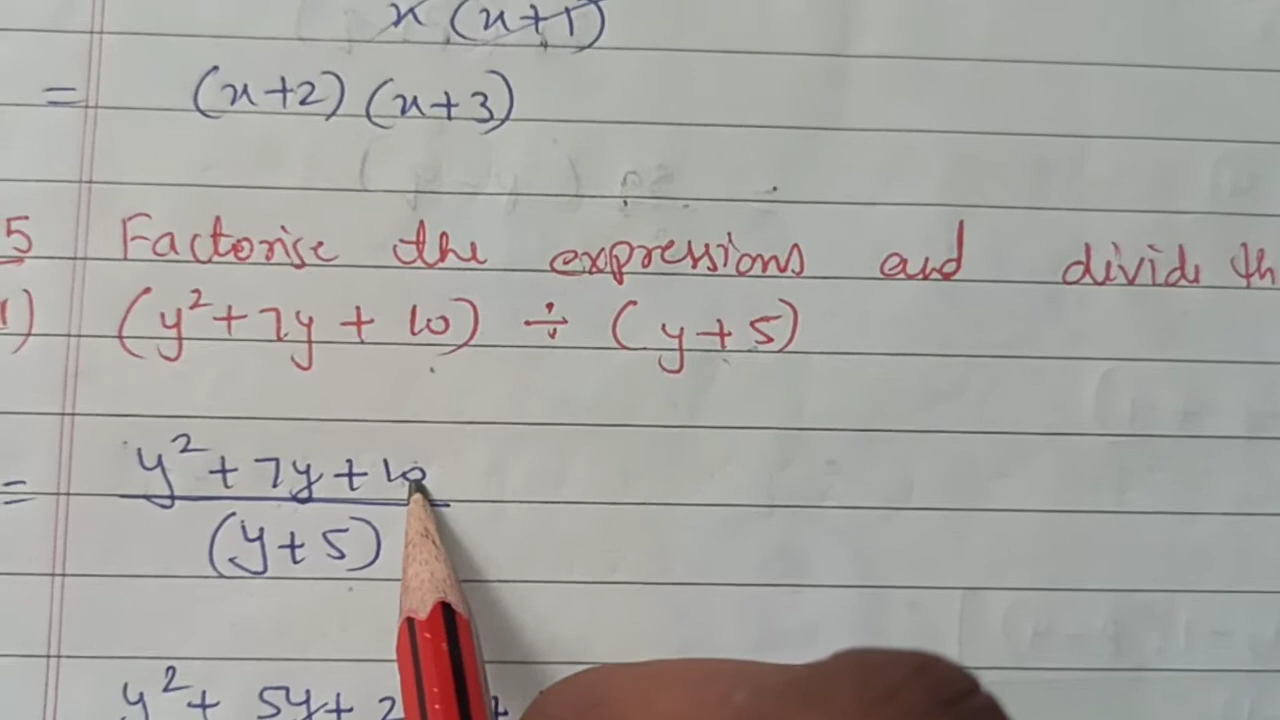 x (x+1)
= (x+2) (x+3)
5 Factorise the expressions and divide th
1) (y²+7y+10) ÷ (y+5)
= y²+7y+10
(y+5)
y²+ 5y+ 2